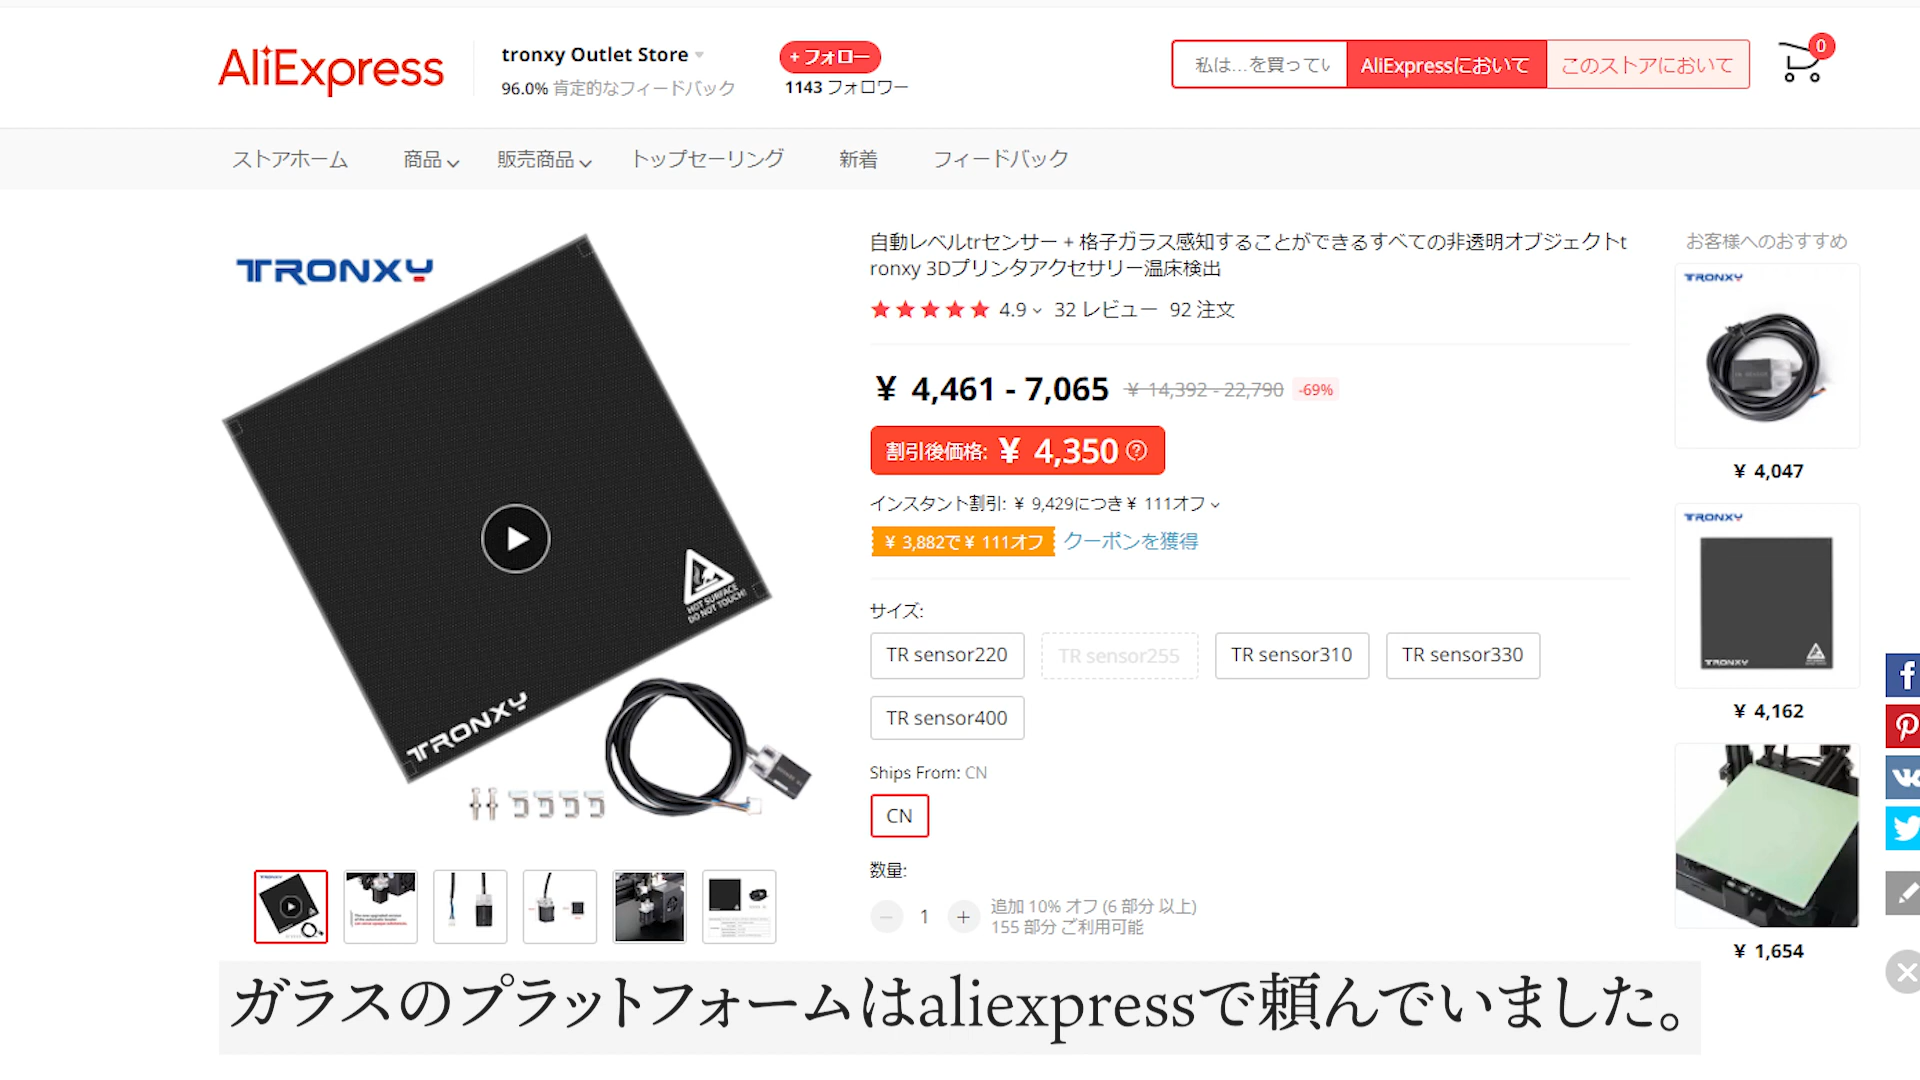 AliExpress
tronxy Outlet Store
96.0% 肯定的なフィードバック
+ フォロー
1143 フォロワー
私は...を買ってい
AliExpressにおいて
このストアにおいて
0
ストアホーム
商品
販売商品
トップセーリング
新着
フィードバック
TRONXY
HOT SURFACE
DO NOT TOUCH!
TRONXY
自動レベルtrセンサー + 格子ガラス感知することができるすべての非透明オブジェクトt
ronxy 3Dプリンタアクセサリー温床検出
4.9 32 レビュー 92 注文
¥ 4,461 - 7,065 ¥ 14,392 - 22,790 -69%
割引後価格: ¥ 4,350
インスタント割引: ¥ 9,429につき¥ 111オフ
¥ 3,882で¥ 111オフ クーポンを獲得
サイズ:
TR sensor220
TR sensor255
TR sensor310
TR sensor330
TR sensor400
Ships From: CN
CN
数量:
1
追加 10% オフ (6 部分 以上)
155 部分 ご利用可能
お客様へのおすすめ
TRONXY
¥ 4,047
TRONXY
TRONXY
¥ 4,162
¥ 1,654
ガラスのプラットフォームはaliexpressで頼んでいました。